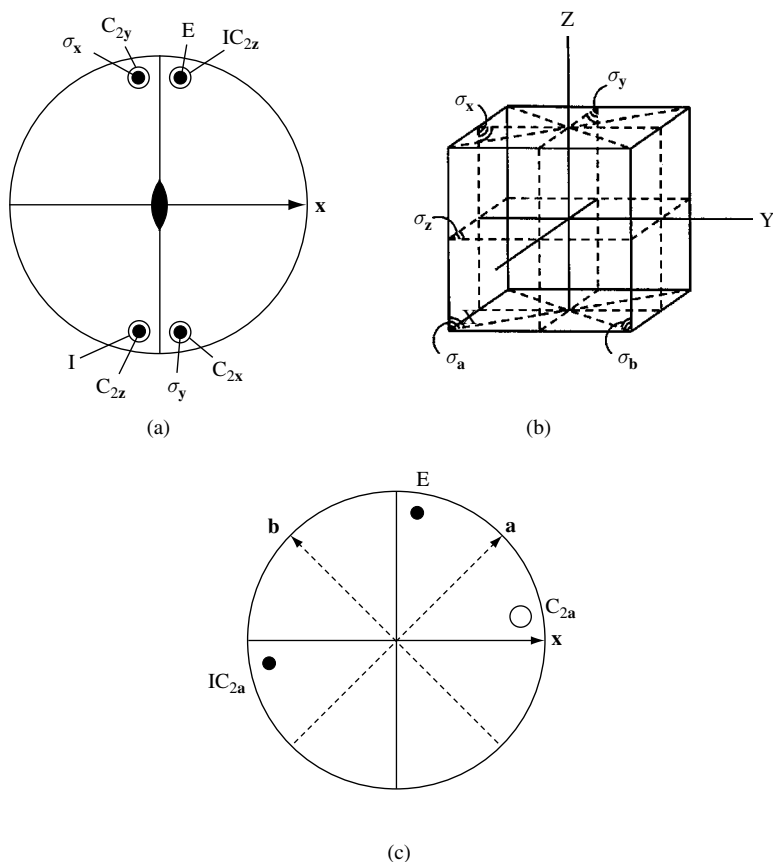 C2y
σx
E
IC2z
x
I
C2z
σy
C2x
(a)
Z
σy
σx
Y
σz
X
σa
σb
(b)
E
b
a
C2a
x
IC2a
(c)